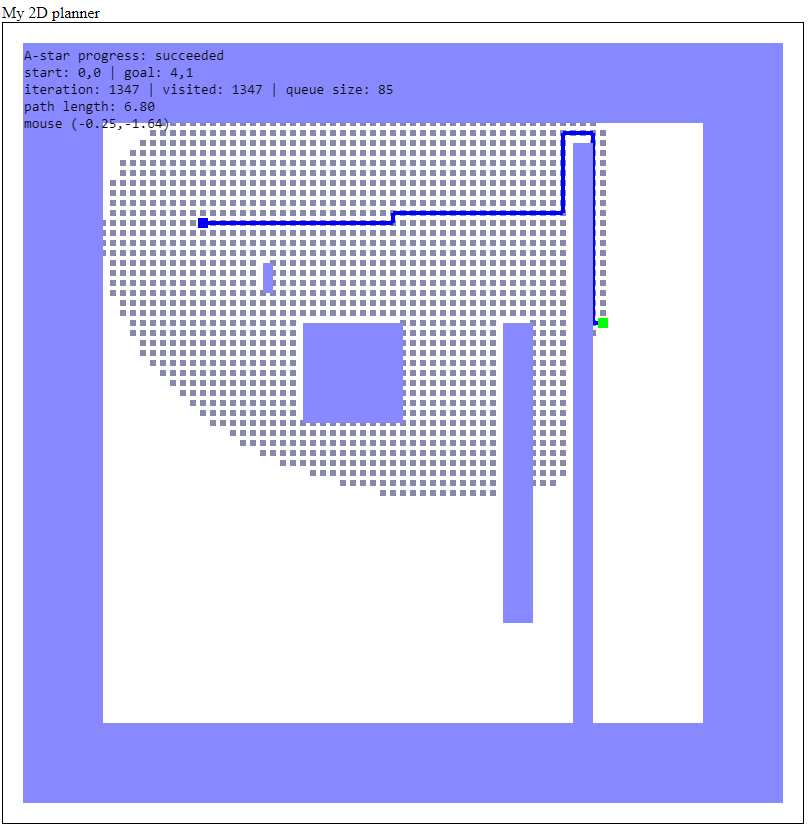 My 2D planner
A-star progress: succeeded
start: 0,0 | goal: 4,1
iteration: 1347 | visited: 1347 | queue size: 85
path length: 6.80
mouse (-0.25,-1.64)